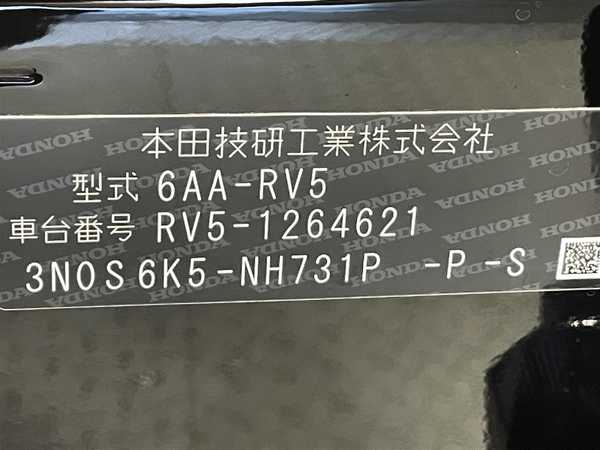 本田技研工業株式会社
型式 6AA-RV5
車台番号 RV5-1264621
3N0S6K5-NH731P -P-S